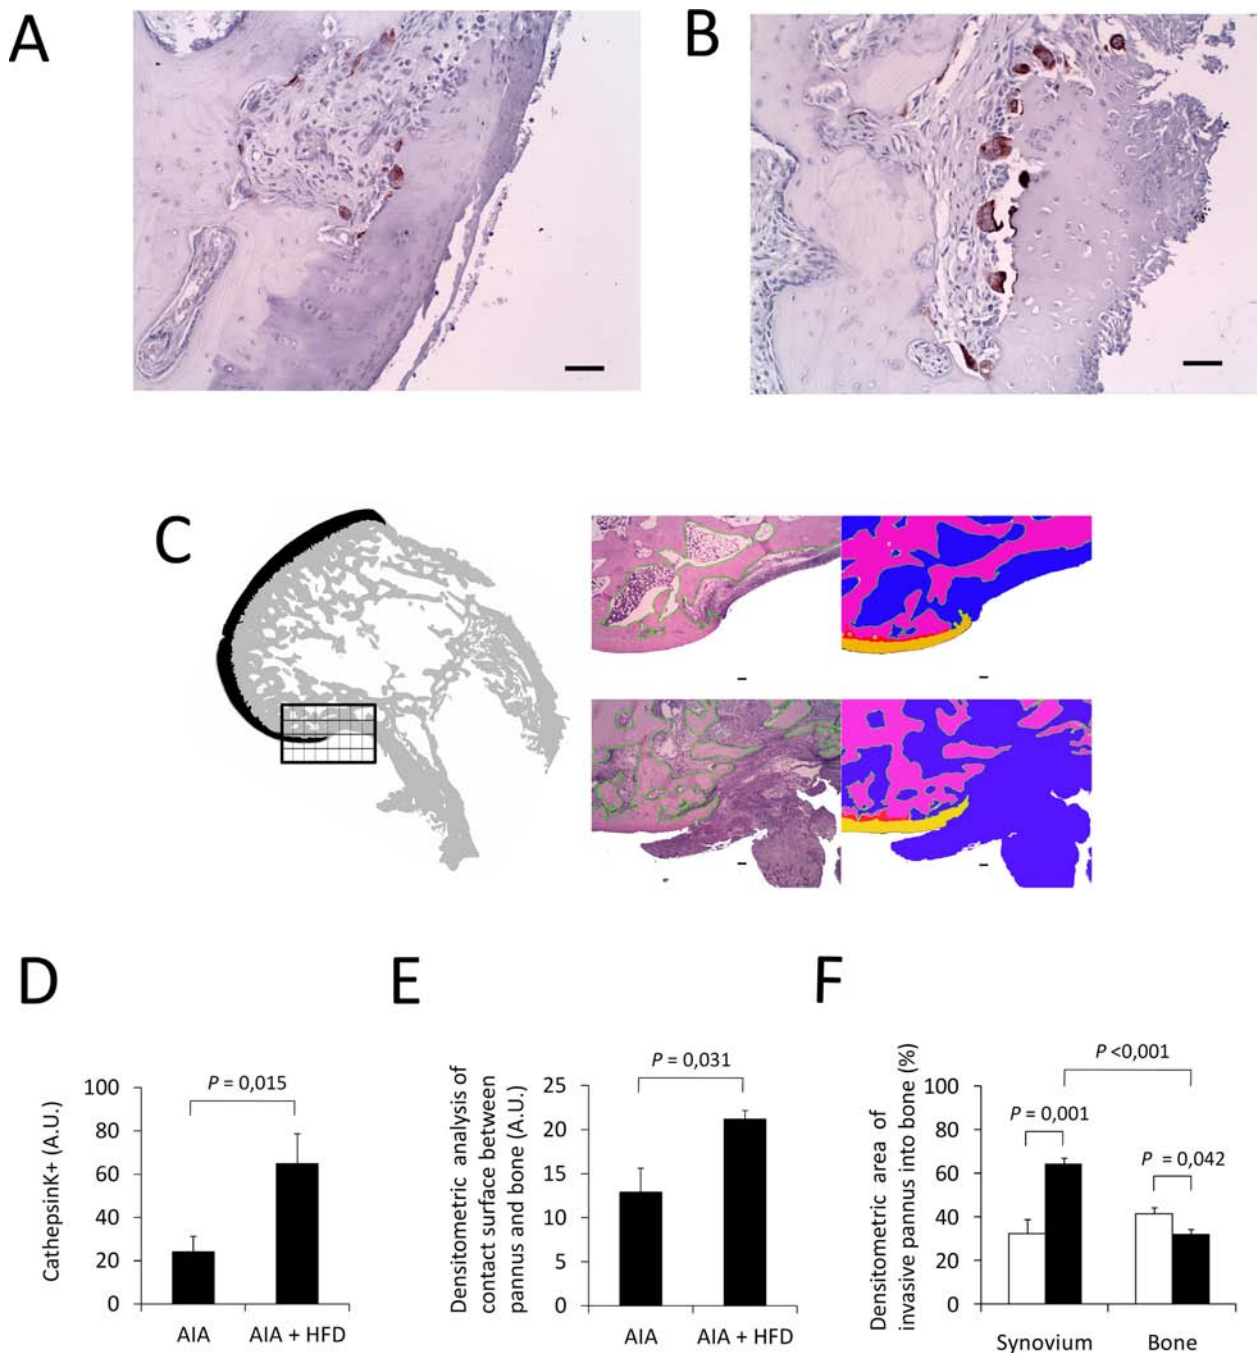 A
B
C
D
E
F
CathepsinK+ (A.U.)
100
80
60
40
20
0
P = 0,015
AIA
AIA + HFD
Densitometric analysis of
contact surface between
pannus and bone (A.U.)
25
20
15
10
5
0
P = 0,031
AIA
AIA + HFD
Densitometric area of
invasive pannus into bone (%)
100
80
60
40
20
0
P <0,001
P = 0,001
P = 0,042
Synovium
Bone